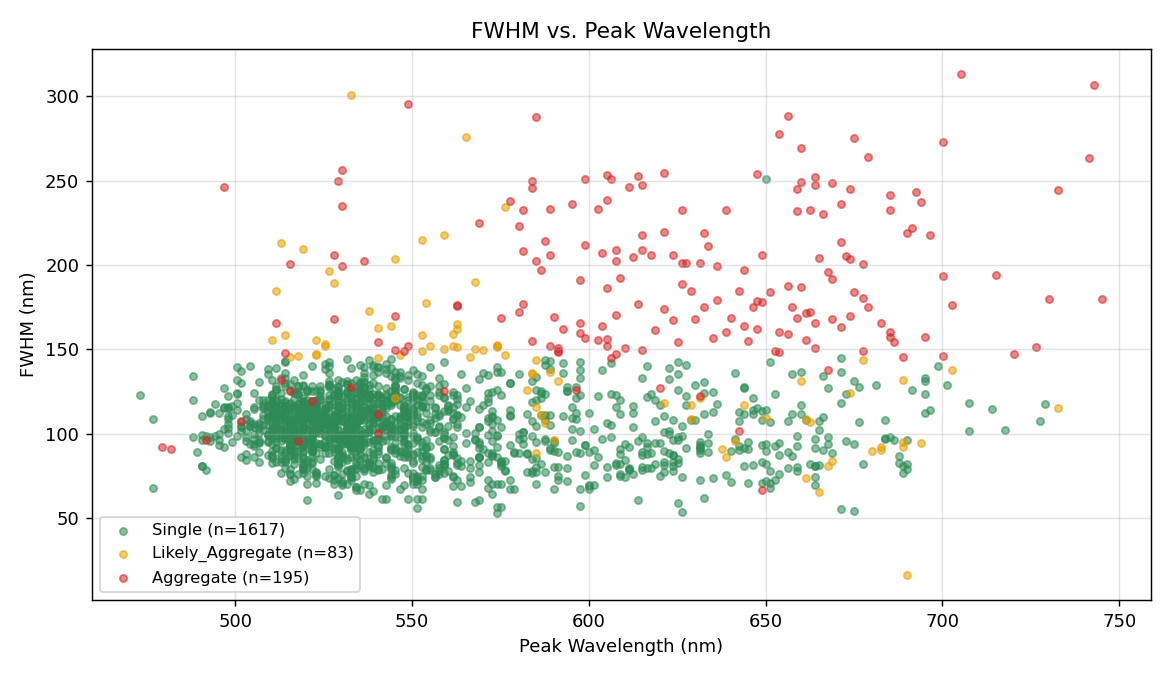 FWHM vs. Peak Wavelength
FWHM (nm)
300
250
200
150
100
50
Single (n=1617)
Likely_Aggregate (n=83)
Aggregate (n=195)
500 550 600 650 700 750
Peak Wavelength (nm)